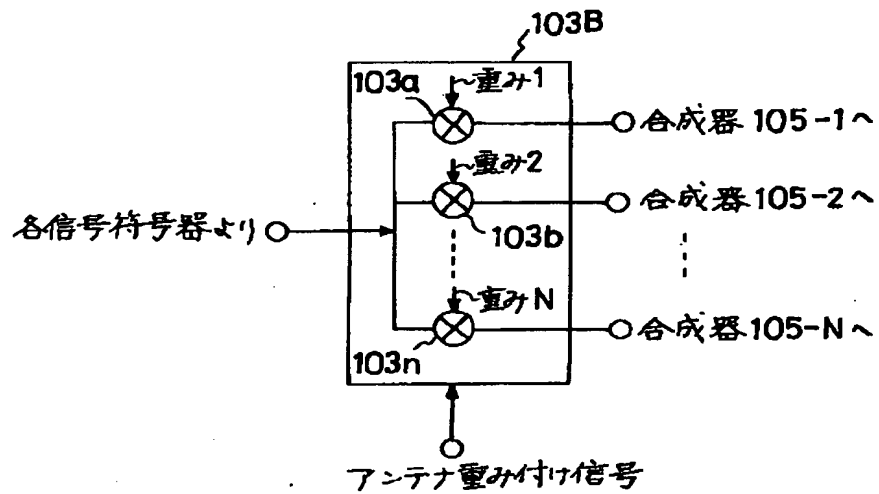 103B
103a
重み1
合成器 105-1へ
重み2
合成器 105-2へ
各信号符号器より
103b
重みN
合成器 105-Nへ
103n
アンテナ重み付け信号